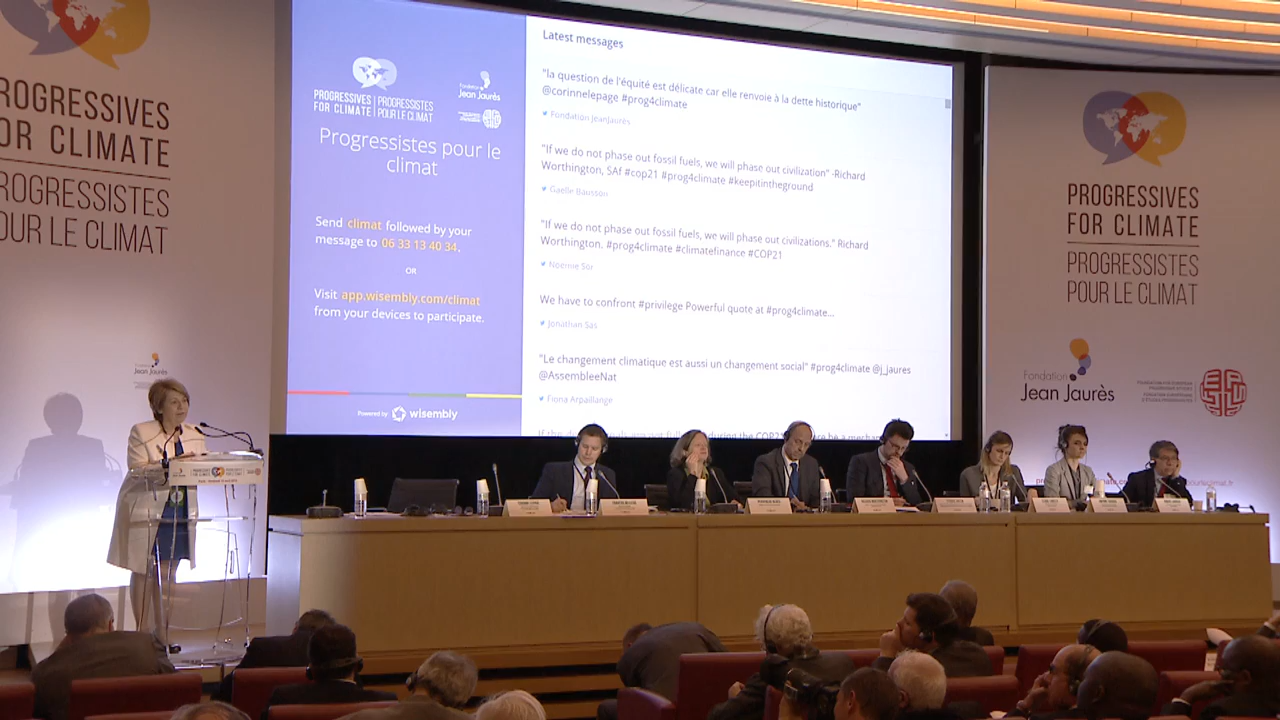 PROGRESSIVES
FOR CLIMATE
PROGRESSISTES
POUR LE CLIMAT
Fondation
Jean Jaurès
PROGRESSIVES
FOR CLIMATE
PROGRESSISTES
POUR LE CLIMAT
Fondation
Jean Jaurès
Progressistes pour le
climat
Send climat followed by your
message to 06 33 13 40 34.
OR
Visit app.wisembly.com/climat
from your devices to participate.
Powered by wisembly
Latest messages
"la question de l'équité est délicate car elle renvoie à la dette historique"
@corinnelepage #prog4climate
Fondation JeanJaurès
"If we do not phase out fossil fuels, we will phase out civilization" -Richard
Worthington, SAf #cop21 #prog4climate #keepitintheground
Gaelle Bausson
"If we do not phase out fossil fuels, we will phase out civilizations." Richard
Worthington. #prog4climate #climatefinance #COP21
Noémie Sor
We have to confront #privilege Powerful quote at #prog4climate...
Jonathan Sas
"Le changement climatique est aussi un changement social" #prog4climate @j_jaures
@AssembleeNat
Fiona Arpaillange
PROGRESSIVES
FOR CLIMATE
PROGRESSISTES
POUR LE CLIMAT
Fondation
Jean Jaurès